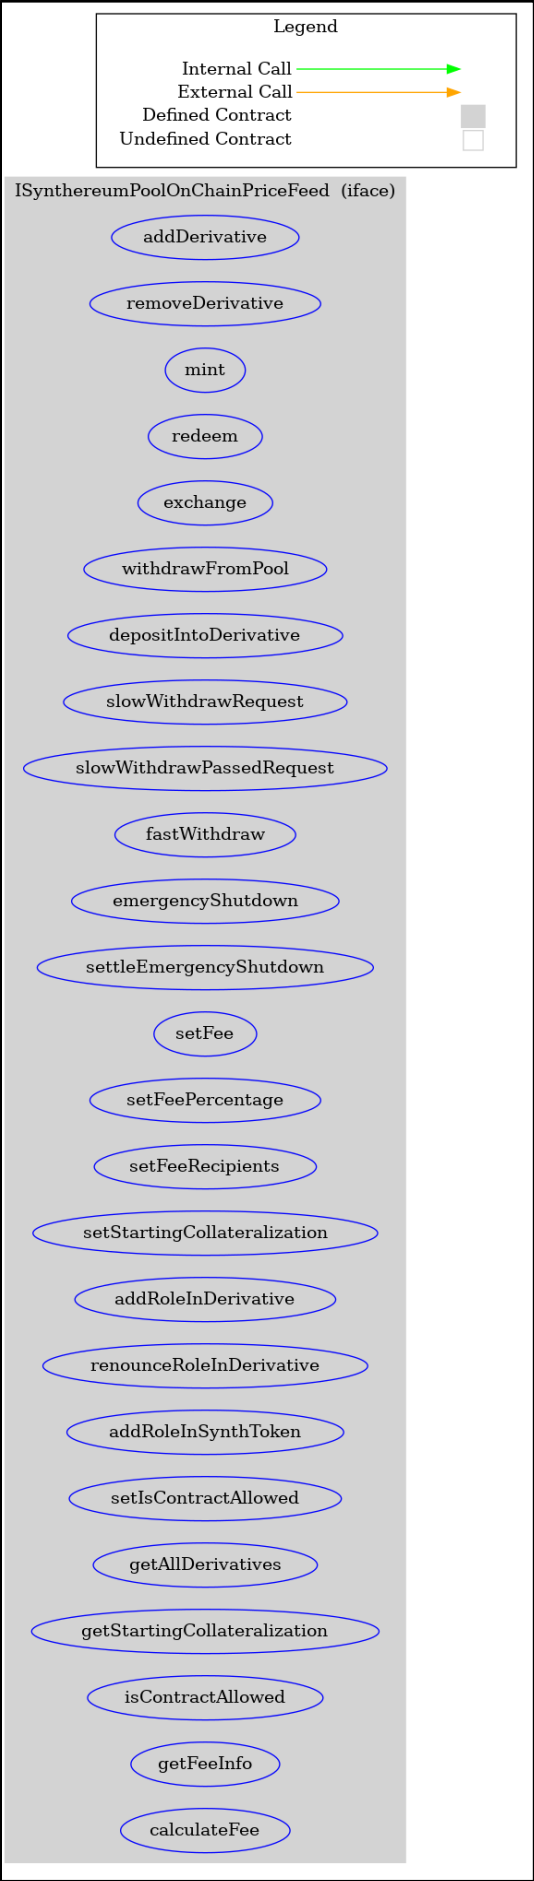 Legend
Internal Call
External Call
Defined Contract
Undefined Contract
ISynthereumPoolOnChainPriceFeed (iface)
addDerivative
removeDerivative
mint
redeem
exchange
withdrawFromPool
depositIntoDerivative
slowWithdrawRequest
slowWithdrawPassedRequest
fastWithdraw
emergencyShutdown
settleEmergencyShutdown
setFee
setFeePercentage
setFeeRecipients
setStartingCollateralization
addRoleInDerivative
renounceRoleInDerivative
addRoleInSynthToken
setIsContractAllowed
getAllDerivatives
getStartingCollateralization
isContractAllowed
getFeeInfo
calculateFee